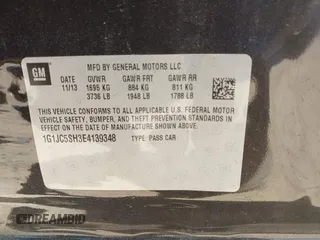 GM
MFD BY GENERAL MOTORS LLC
DATE GVWR GAWR FRT GAWR RR
11/13 1695 KG 884 KG 811 KG
3736 LB 1948 LB 1788 LB
THIS VEHICLE CONFORMS TO ALL APPLICABLE U.S. FEDERAL MOTOR
VEHICLE SAFETY, BUMPER, AND THEFT PREVENTION STANDARDS IN
EFFECT ON THE DATE OF MANUFACTURE SHOWN ABOVE.
1G1JC5SH3E4139348 TYPE: PASS CAR
DREAMBID